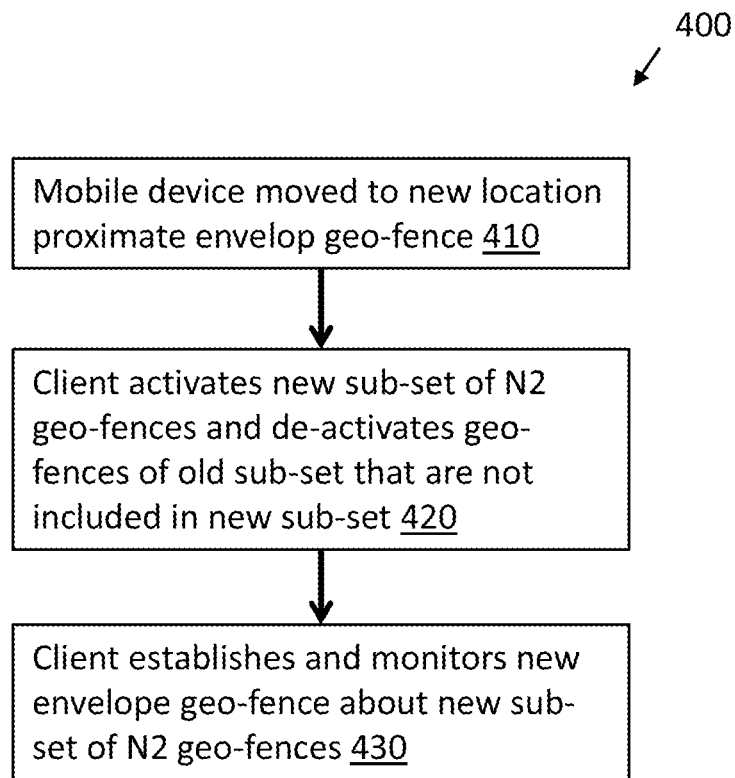 400
Mobile device moved to new location
proximate envelop geo-fence 410
Client activates new sub-set of N2
geo-fences and de-activates geo-
fences of old sub-set that are not
included in new sub-set 420
Client establishes and monitors new
envelope geo-fence about new sub-
set of N2 geo-fences 430